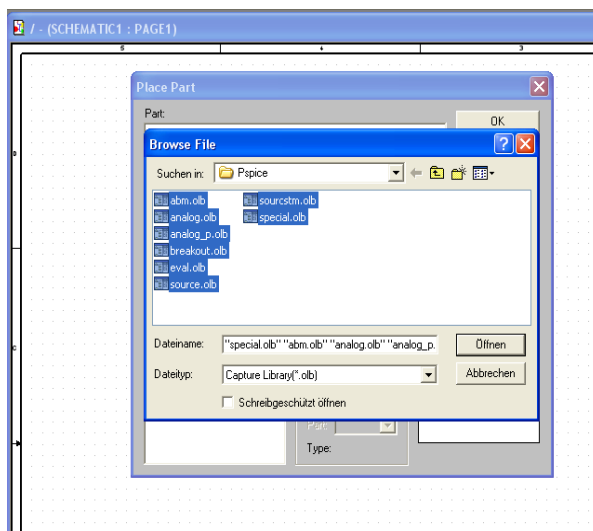 / - (SCHEMATIC1 : PAGE1)
5 4 3
Place Part
Part:
OK
D
Browse File
Suchen in: Pspice
abm.olb sourcstm.olb
analog.olb special.olb
analog_p.olb
breakout.olb
eval.olb
source.olb
C
Dateiname: "special.olb" "abm.olb" "analog.olb" "analog_p.
Öffnen
Dateityp: Capture Library(*.olb)
Abbrechen
Schreibgeschützt öffnen
Part:
Type: